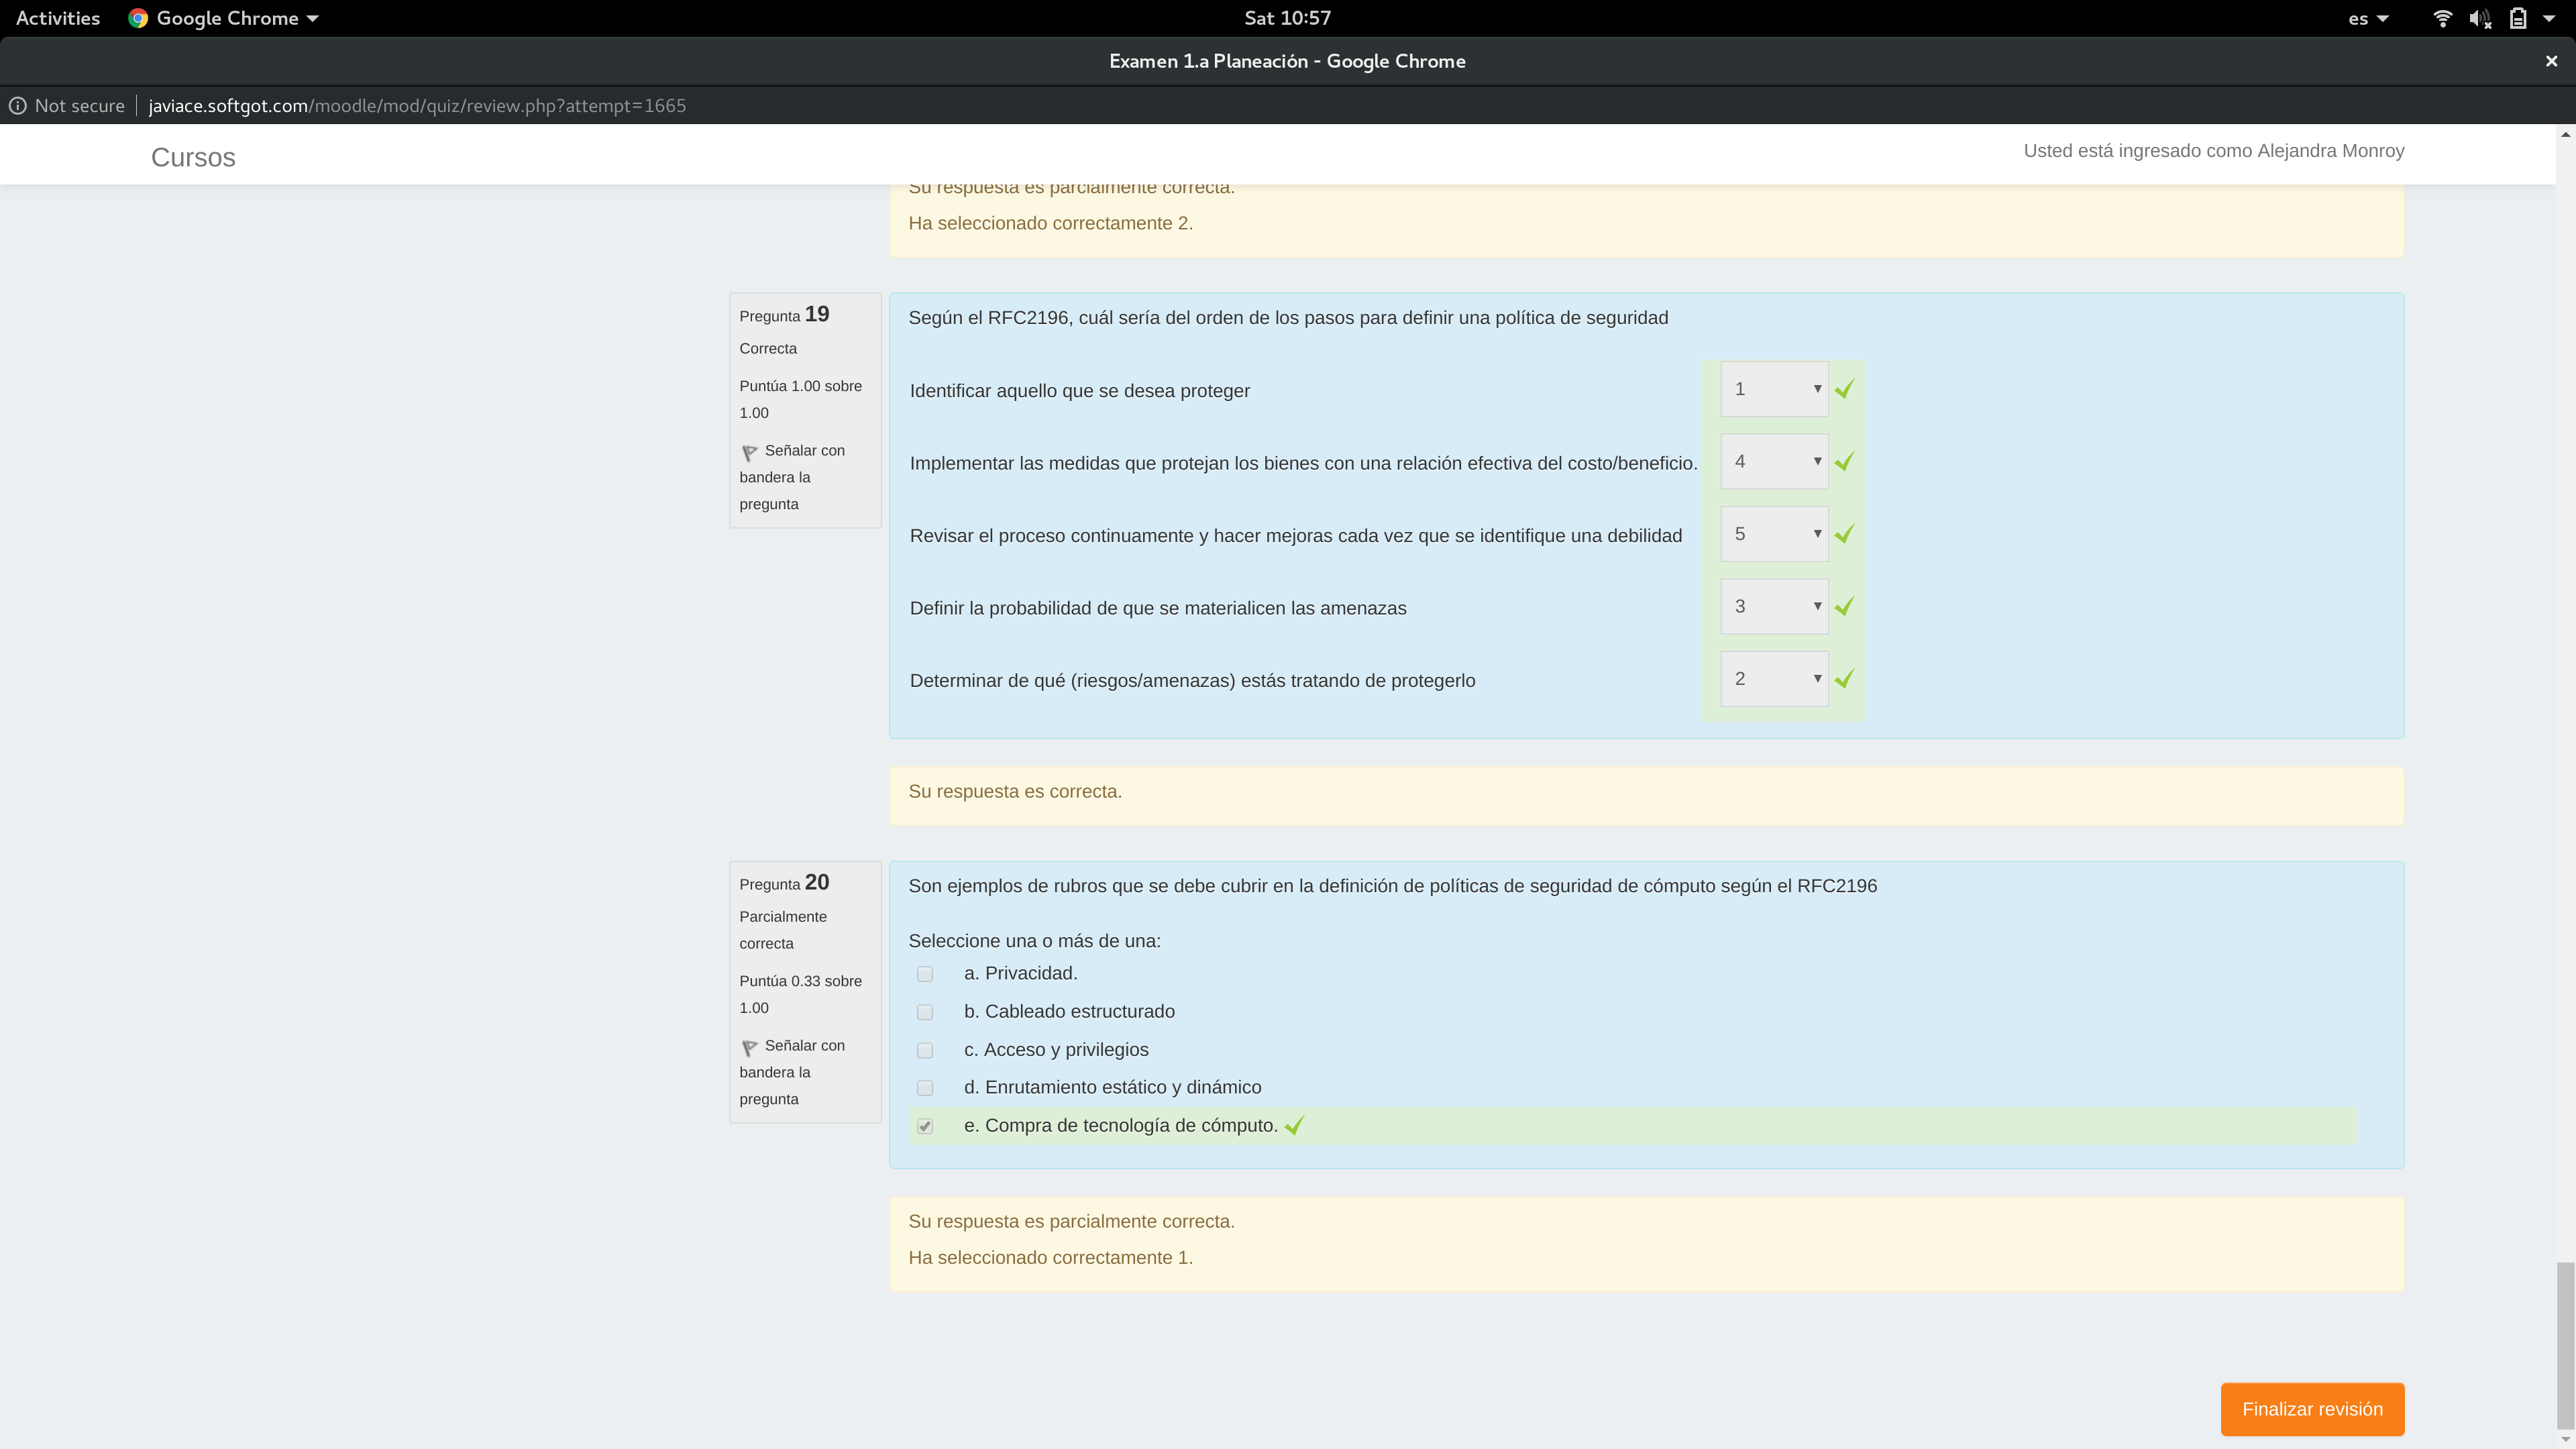 Activities Google Chrome Sat 10:57 es
Examen 1.a Planeación - Google Chrome
Not secure javiace.softgot.com/moodle/mod/quiz/review.php?attempt=1665
Cursos Usted está ingresado como Alejandra Monroy
Su respuesta es parcialmente correcta.
Ha seleccionado correctamente 2.
Pregunta 19
Correcta
Puntúa 1.00 sobre
1.00
Señalar con
bandera la
pregunta
Según el RFC2196, cuál sería del orden de los pasos para definir una política de seguridad
Identificar aquello que se desea proteger 1
Implementar las medidas que protejan los bienes con una relación efectiva del costo/beneficio. 4
Revisar el proceso continuamente y hacer mejoras cada vez que se identifique una debilidad 5
Definir la probabilidad de que se materialicen las amenazas 3
Determinar de qué (riesgos/amenazas) estás tratando de protegerlo 2
Su respuesta es correcta.
Pregunta 20
Parcialmente
correcta
Puntúa 0.33 sobre
1.00
Señalar con
bandera la
pregunta
Son ejemplos de rubros que se debe cubrir en la definición de políticas de seguridad de cómputo según el RFC2196
Seleccione una o más de una:
a. Privacidad.
b. Cableado estructurado
c. Acceso y privilegios
d. Enrutamiento estático y dinámico
e. Compra de tecnología de cómputo.
Su respuesta es parcialmente correcta.
Ha seleccionado correctamente 1.
Finalizar revisión